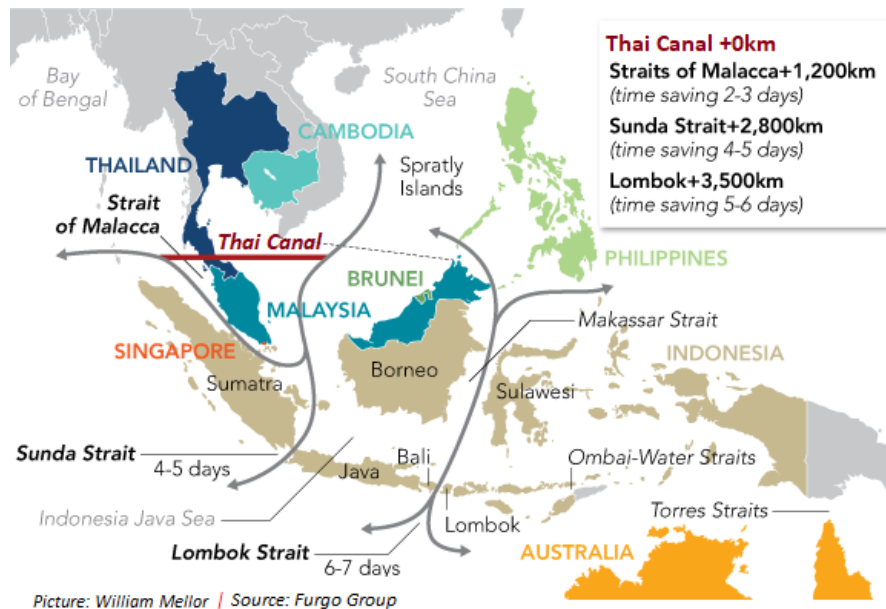 Thai Canal +0km
Straits of Malacca+1,200km
(time saving 2-3 days)
Sunda Strait+2,800km
(time saving 4-5 days)
Lombok+3,500km
(time saving 5-6 days)
Bay
of Bengal
South China
Sea
CAMBODIA
THAILAND
Spratly
Islands
Strait
of Malacca
Thai Canal
PHILIPPINES
BRUNEI
MALAYSIA
Makassar Strait
SINGAPORE
INDONESIA
Sumatra
Borneo
Sulawesi
Sunda Strait
4-5 days
Bali
Ombai-Water Straits
Java
Indonesia Java Sea
Lombok
Torres Straits
Lombok Strait
6-7 days
AUSTRALIA
Picture: William Mellor | Source: Furgo Group